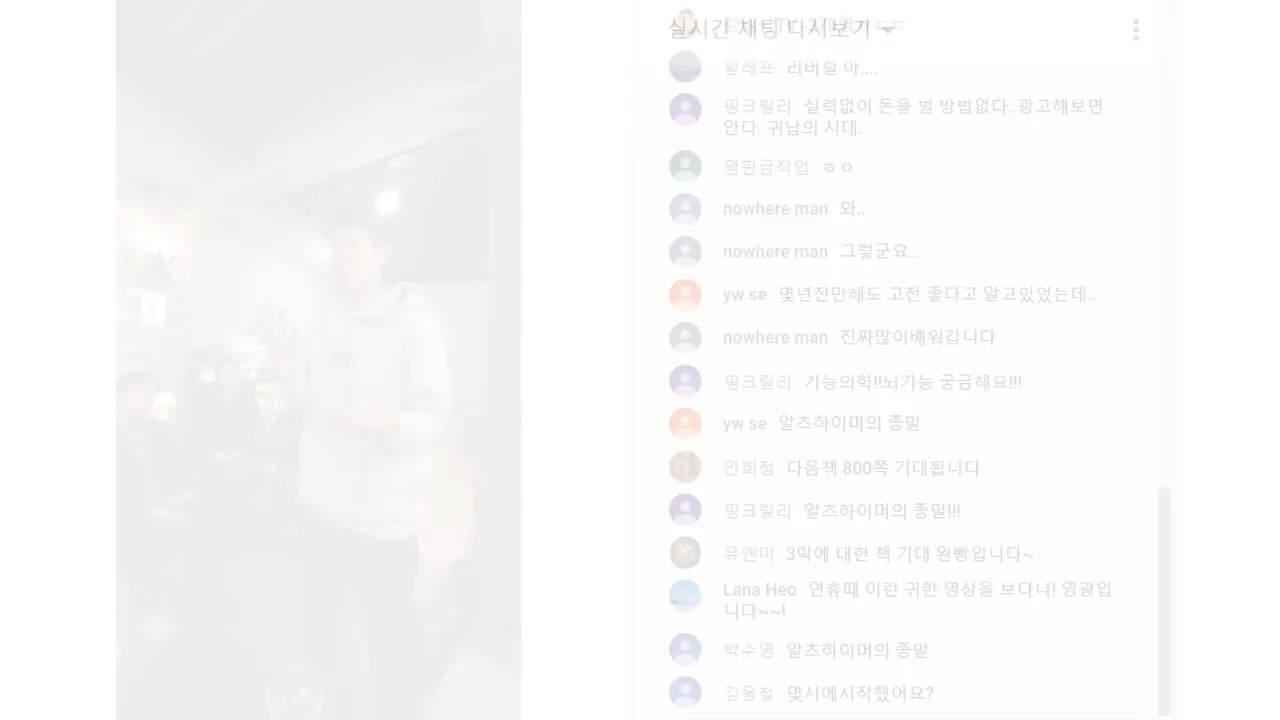 실시간 채팅 다시보기
알레프 리버럴 아....
핑크릴리 실력없이 돈을 벌 방법없다. 광고해보면
안다. 귀납의 시대.
왕판금작업 ㅎㅇ
nowhere man 와..
nowhere man 그렇군요..
yw se 몇년전만해도 고전 좋다고 알고있었는데..
nowhere man 진짜많이배워갑니다
핑크릴리 기능의학!!뇌기능 궁금해요!!!
yw se 알츠하이머의 종말
안희정 다음책 800쪽 기대됩니다
핑크릴리 알츠하이머의 종말!!!
뮤앤미 3막에 대한 책 기대 완빵입니다~
Lana Heo 연휴때 이런 귀한 영상을 보다니! 영광입
니다~~!
박수영 알츠하이머의 종말
김용철 몇시에시작했어요?